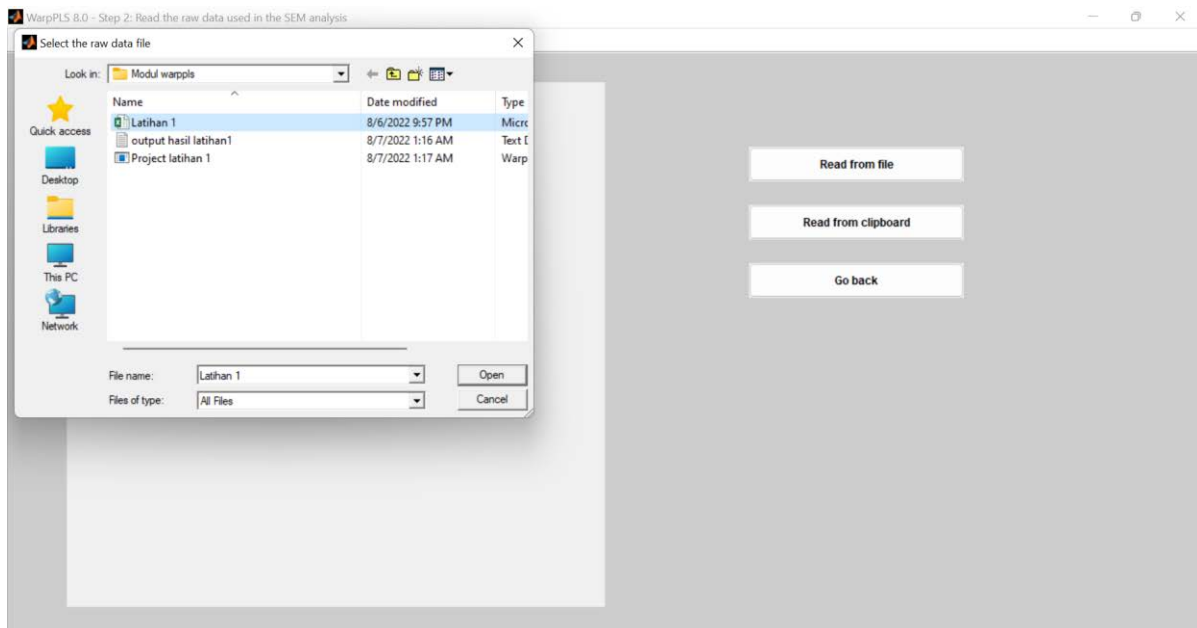 WarpPLS 8.0 - Step 2: Read the raw data used in the SEM analysis
Select the raw data file
Look in: Modul warppls
Name Date modified Type
Latihan 1 8/6/2022 9:57 PM Micro
output hasil latihan1 8/7/2022 1:16 AM Text D
Project latihan 1 8/7/2022 1:17 AM Warp
Quick access
Desktop
Libraries
This PC
Network
File name: Latihan 1 Open
Files of type: All Files Cancel
Read from file
Read from clipboard
Go back